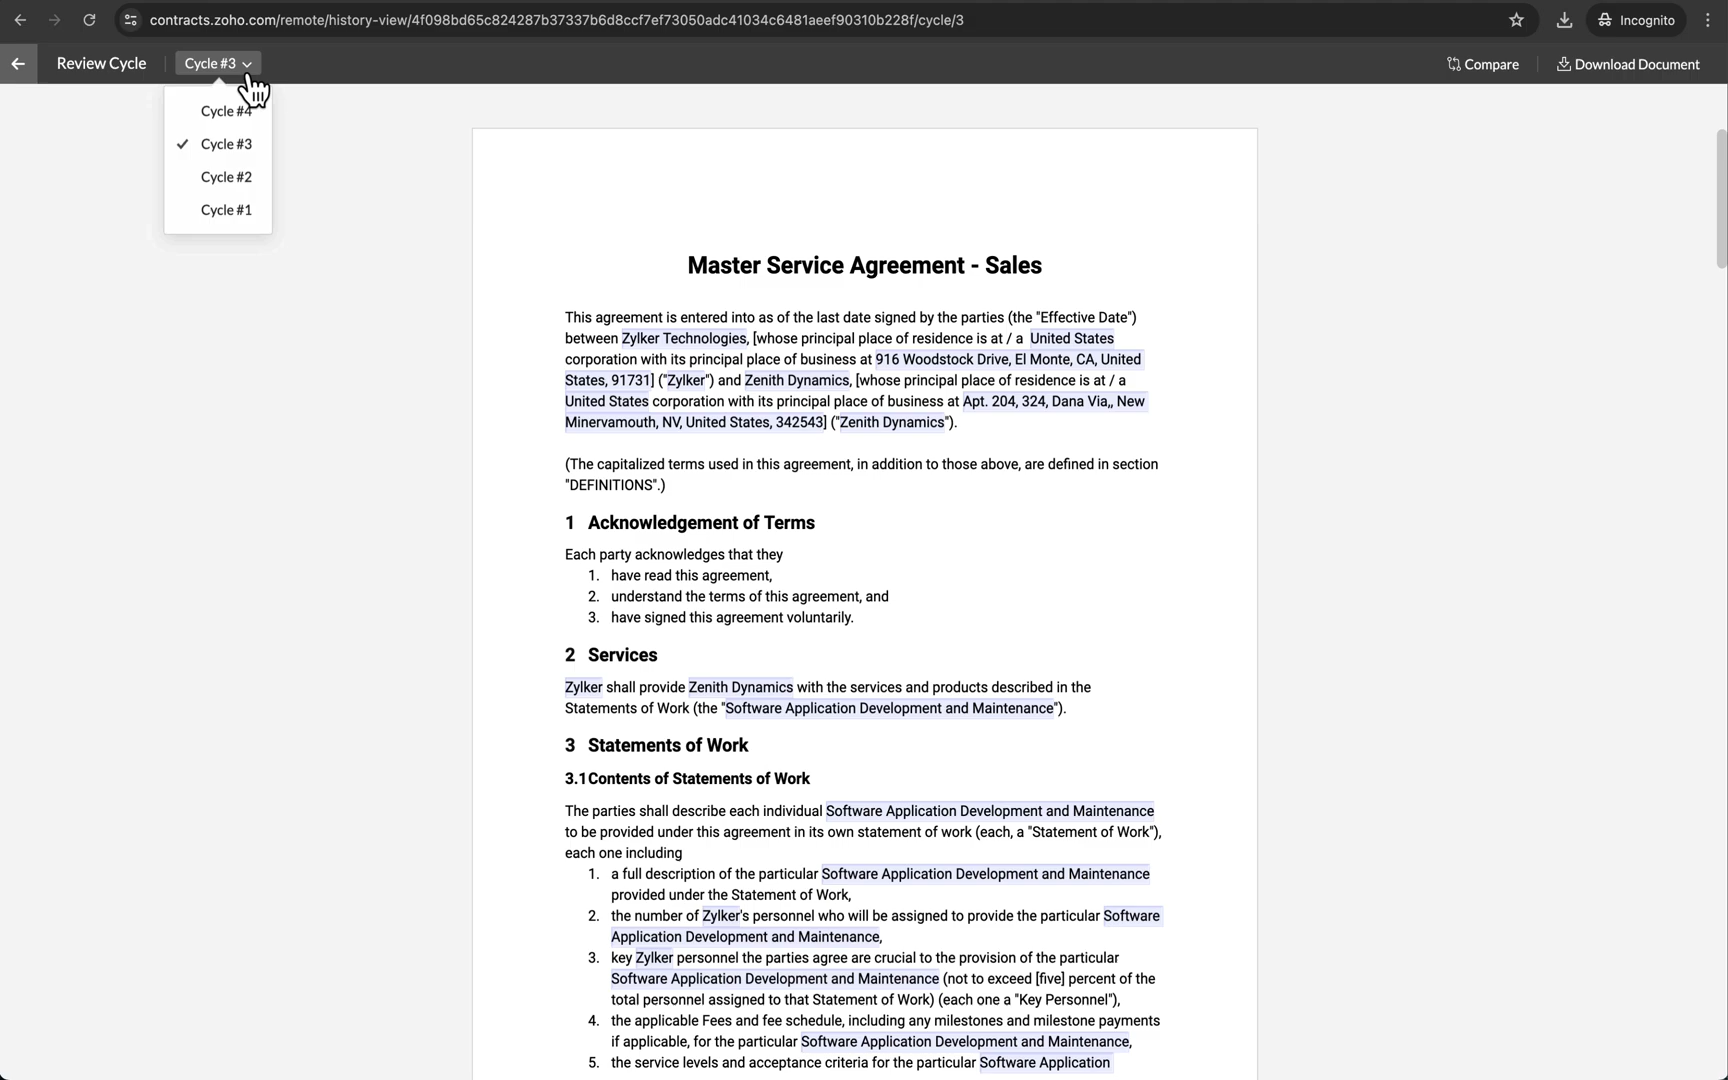 contracts.zoho.com/remote/history-view/4f098bd65c824287b37337b6d8ccf7ef73050adc41034c6481aeef90310b228f/cycle/3
Incognito
Review Cycle
Cycle #3
Compare
Download Document
Cycle #4
Cycle #3
Cycle #2
Cycle #1
Master Service Agreement - Sales
This agreement is entered into as of the last date signed by the parties (the "Effective Date")
between Zylker Technologies, [whose principal place of residence is at / a United States
corporation with its principal place of business at 916 Woodstock Drive, El Monte, CA, United
States, 91731] ("Zylker") and Zenith Dynamics, [whose principal place of residence is at / a
United States corporation with its principal place of business at Apt. 204, 324, Dana Via,, New
Minervamouth, NV, United States, 342543] ("Zenith Dynamics").
(The capitalized terms used in this agreement, in addition to those above, are defined in section
"DEFINITIONS".)
1 Acknowledgement of Terms
Each party acknowledges that they
1. have read this agreement,
2. understand the terms of this agreement, and
3. have signed this agreement voluntarily.
2 Services
Zylker shall provide Zenith Dynamics with the services and products described in the
Statements of Work (the "Software Application Development and Maintenance").
3 Statements of Work
3.1Contents of Statements of Work
The parties shall describe each individual Software Application Development and Maintenance
to be provided under this agreement in its own statement of work (each, a "Statement of Work"),
each one including
1. a full description of the particular Software Application Development and Maintenance
provided under the Statement of Work,
2. the number of Zylker's personnel who will be assigned to provide the particular Software
Application Development and Maintenance,
3. key Zylker personnel the parties agree are crucial to the provision of the particular
Software Application Development and Maintenance (not to exceed [five] percent of the
total personnel assigned to that Statement of Work) (each one a "Key Personnel"),
4. the applicable Fees and fee schedule, including any milestones and milestone payments
if applicable, for the particular Software Application Development and Maintenance,
5. the service levels and acceptance criteria for the particular Software Application